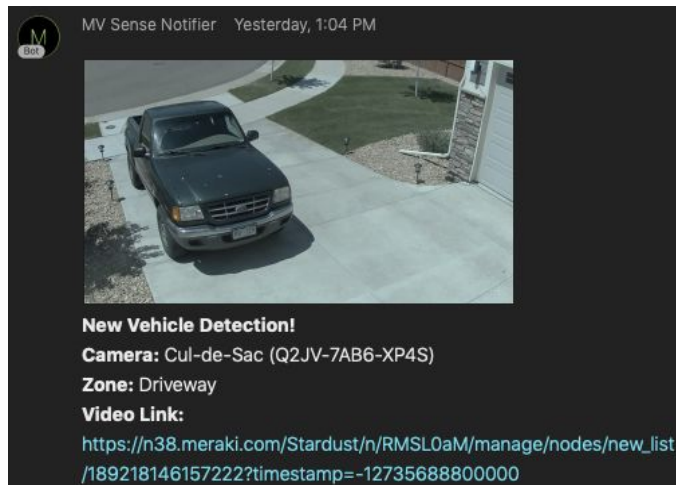 M
Bot
MV Sense Notifier Yesterday, 1:04 PM
New Vehicle Detection!
Camera: Cul-de-Sac (Q2JV-7AB6-XP4S)
Zone: Driveway
Video Link:
https://n38.meraki.com/Stardust/n/RMSL0aM/manage/nodes/new_list
/189218146157222?timestamp=-12735688800000